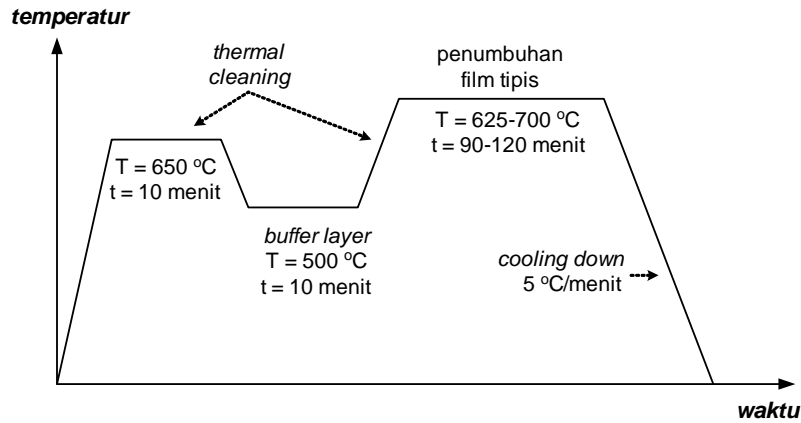 temperatur
thermal
cleaning
penumbuhan
film tipis
T = 625-700 °C
t = 90-120 menit
T = 650 °C
t = 10 menit
buffer layer
T = 500 °C
t = 10 menit
cooling down
5 °C/menit
waktu